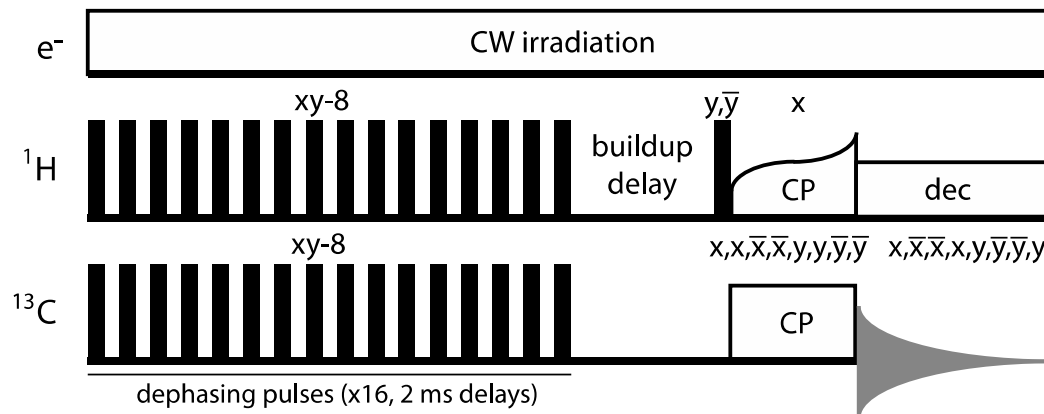 e⁻
CW irradiation
xy-8
y,ȳ
x
¹H
buildup
delay
CP
dec
xy-8
x,x,x̄,x̄,y,y,ȳ,ȳ
x,x̄,x̄,x,y,ȳ,ȳ,y
¹³C
CP
dephasing pulses (x16, 2 ms delays)